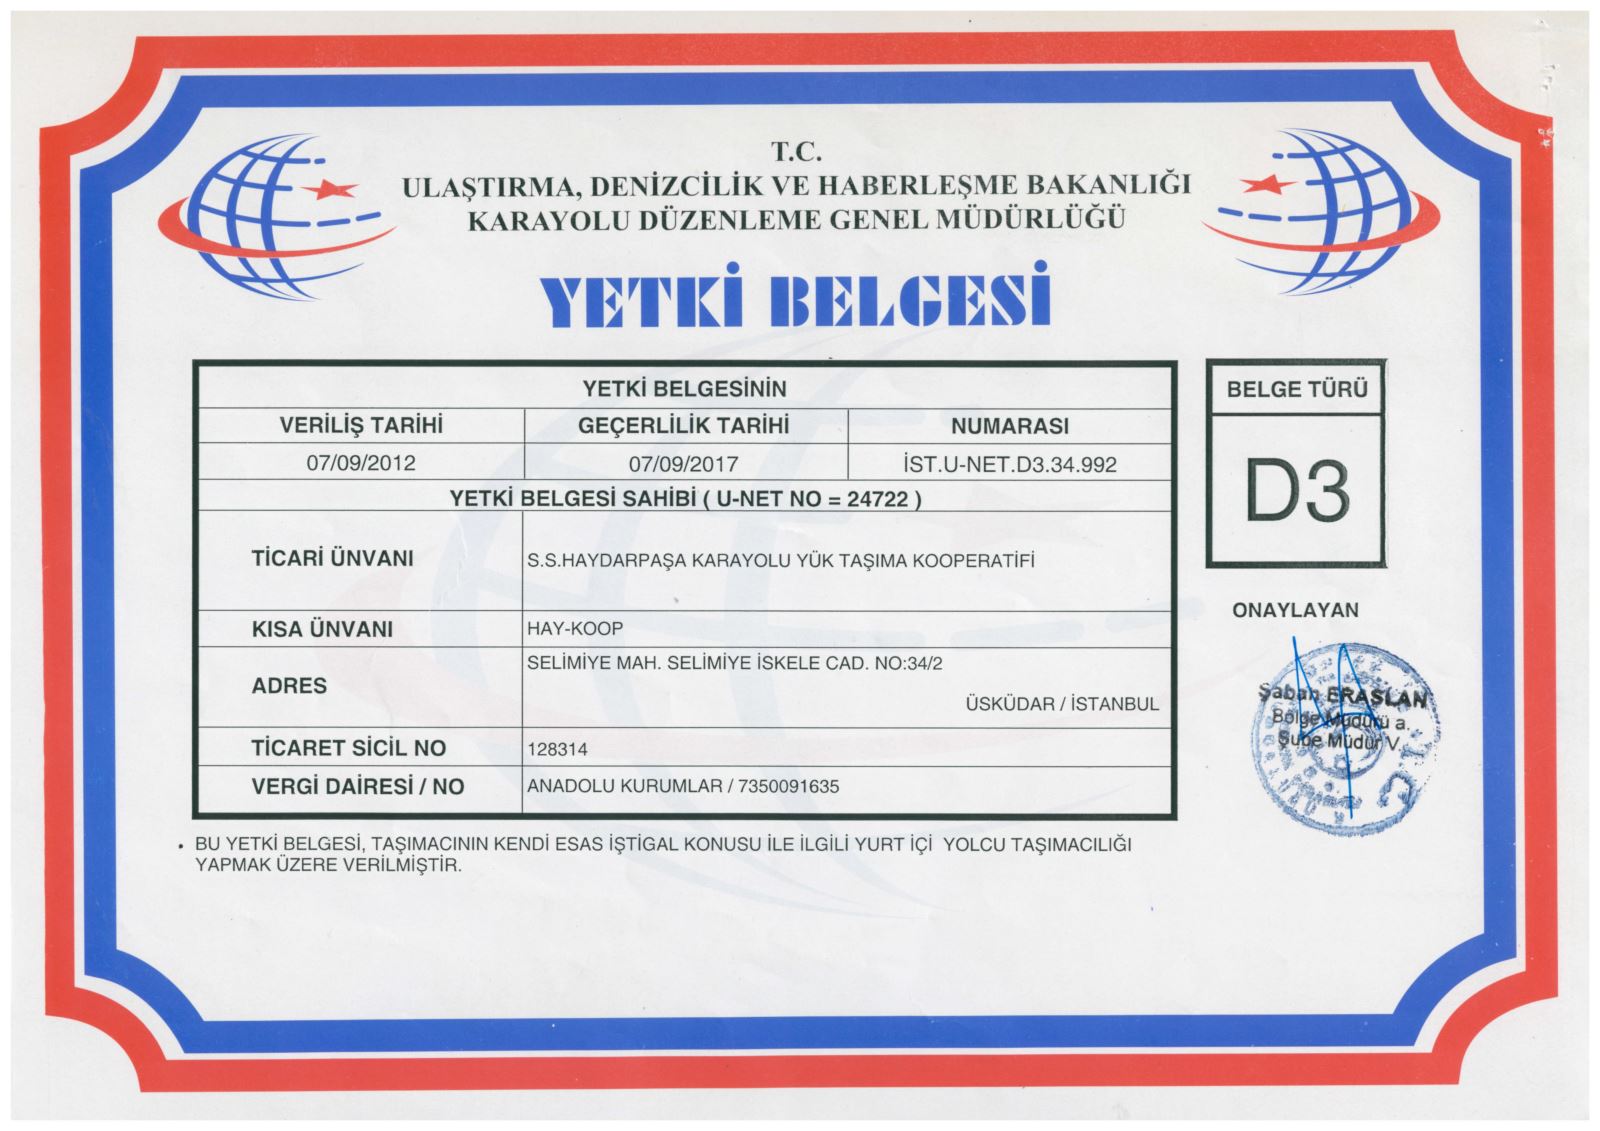 T.C.
ULAŞTIRMA, DENİZCİLİK VE HABERLEŞME BAKANLIĞI
KARAYOLU DÜZENLEME GENEL MÜDÜRLÜĞÜ
YETKİ BELGESİ
YETKİ BELGESİNİN
VERİLİŞ TARİHİ GEÇERLİLİK TARİHİ NUMARASI
07/09/2012 07/09/2017 İST.U-NET.D3.34.992
YETKİ BELGESİ SAHİBİ ( U-NET NO = 24722 )
TİCARİ ÜNVANI S.S.HAYDARPAŞA KARAYOLU YÜK TAŞIMA KOOPERATİFİ
KISA ÜNVANI HAY-KOOP
ADRES SELİMİYE MAH. SELİMİYE İSKELE CAD. NO:34/2
ÜSKÜDAR / İSTANBUL
TİCARET SİCİL NO 128314
VERGİ DAİRESİ / NO ANADOLU KURUMLAR / 7350091635
BELGE TÜRÜ
D3
ONAYLAYAN
Şaban ERASLAN
Bölge Müdürü a.
Şube Müdür V.
T.C.
• BU YETKİ BELGESİ, TAŞIMACININ KENDİ ESAS İŞTİGAL KONUSU İLE İLGİLİ YURT İÇİ YOLCU TAŞIMACILIĞI
YAPMAK ÜZERE VERİLMİŞTİR.